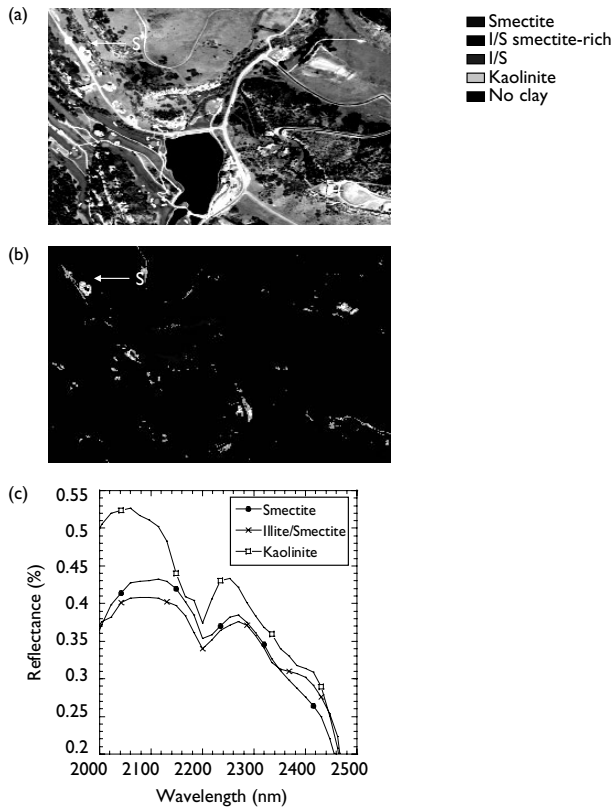 (a)
S
Smectite
I/S smectite-rich
I/S
Kaolinite
No clay
(b)
S
(c)
0.55
0.5
0.45
0.4
0.35
0.3
0.25
0.2
Reflectance (%)
Smectite
Illite/Smectite
Kaolinite
2000 2100 2200 2300 2400 2500
Wavelength (nm)